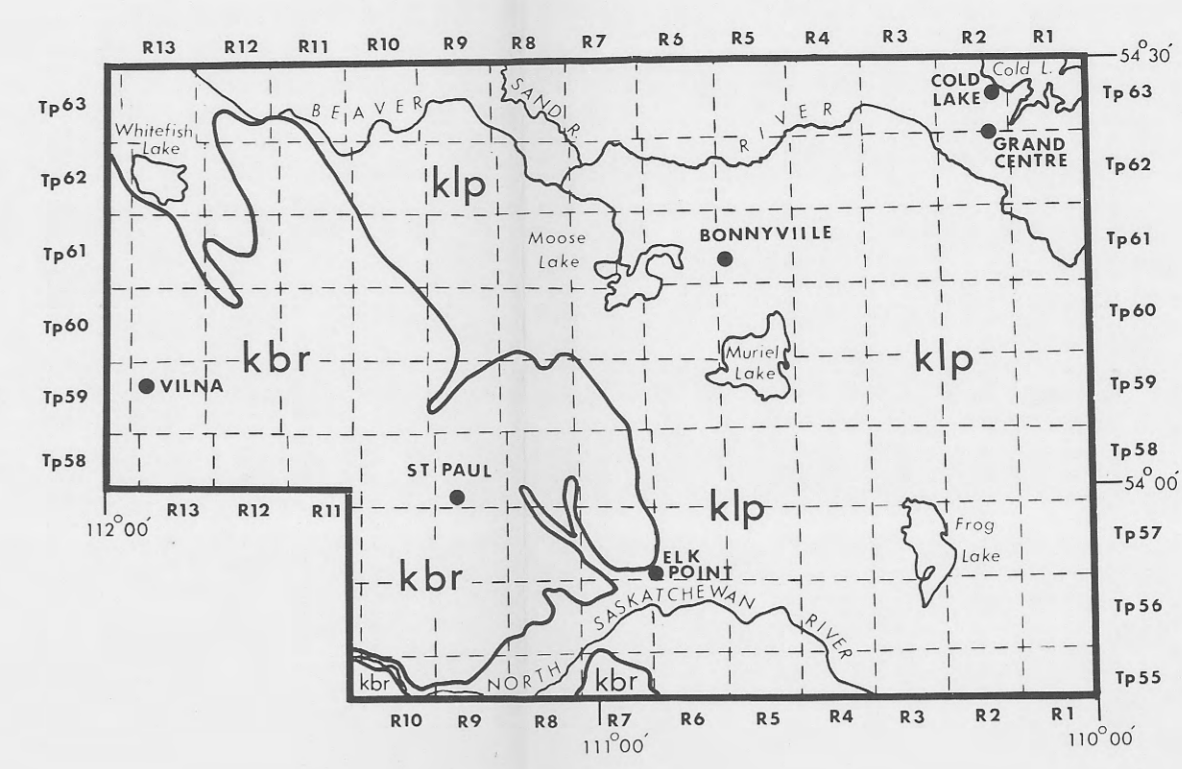 R13 R12 R11 R10 R9 R8 R7 R6 R5 R4 R3 R2 R1
54°30′
Cold L.
COLD
LAKE
Tp63
Tp63
BEAVER
SAND R.
RIVER
Whitefish
Lake
GRAND
CENTRE
Tp62
Tp62
klp
Moose
Lake
BONNYVIILE
Tp61
Tp61
Tp60
Tp60
kbr
klp
Muriel
Lake
VILNA
Tp59
Tp59
Tp58
Tp58
ST PAUL
54°00′
R13 R12 R11
112°00′
klp
Frog
Lake
Tp57
kbr
ELK
POINT
Tp56
NORTH SASKATCHEWAN RIVER
kbr
kbr
Tp55
R10 R9 R8 R7 R6 R5 R4 R3 R2 R1
111°00′
110°00′